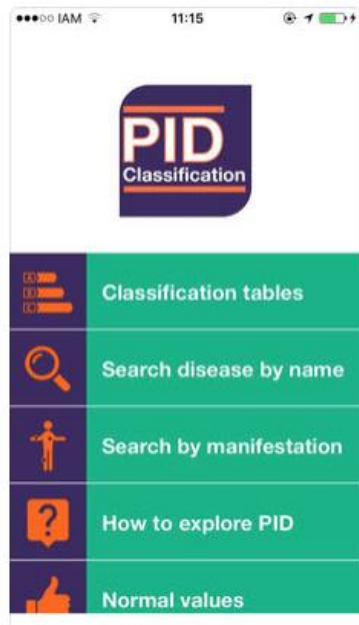 IAM 11:15
PID
Classification
A
B
C
Classification tables
Search disease by name
Search by manifestation
?
How to explore PID
Normal values